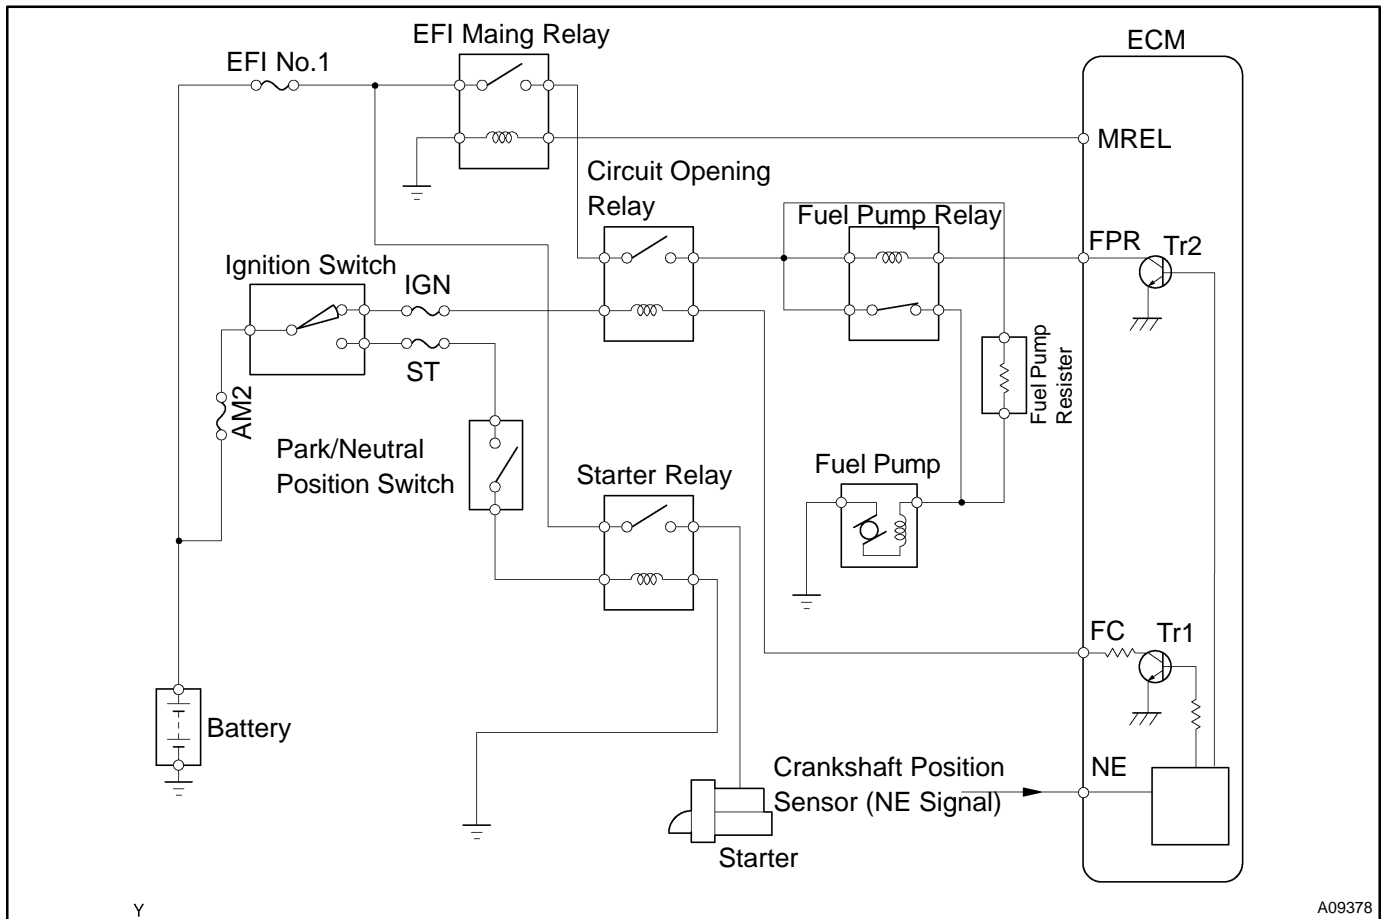 EFI Maing Relay
ECM
EFI No.1
MREL
Circuit Opening
Relay
Fuel Pump Relay
FPR
Tr2
Ignition Switch
IGN
ST
AM2
Fuel Pump
Resister
Park/Neutral
Position Switch
Starter Relay
Fuel Pump
FC
Tr1
Battery
Crankshaft Position
Sensor (NE Signal)
NE
Starter
Y
A09378